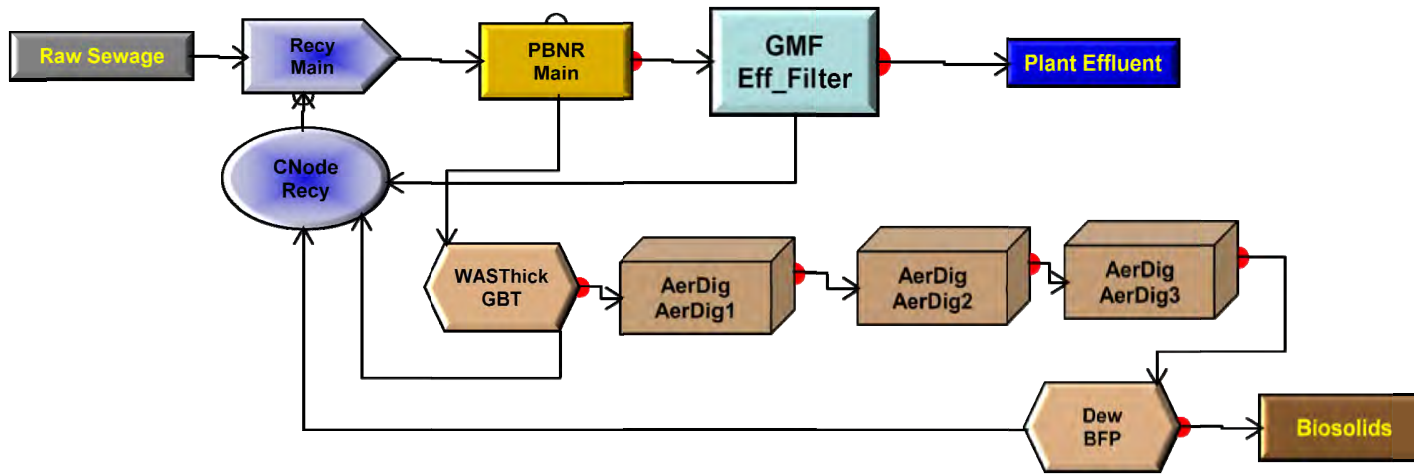 Raw Sewage
Recy
Main
PBNR
Main
GMF
Eff_Filter
Plant Effluent
CNode
Recy
WASThick
GBT
AerDig
AerDig1
AerDig
AerDig2
AerDig
AerDig3
Dew
BFP
Biosolids